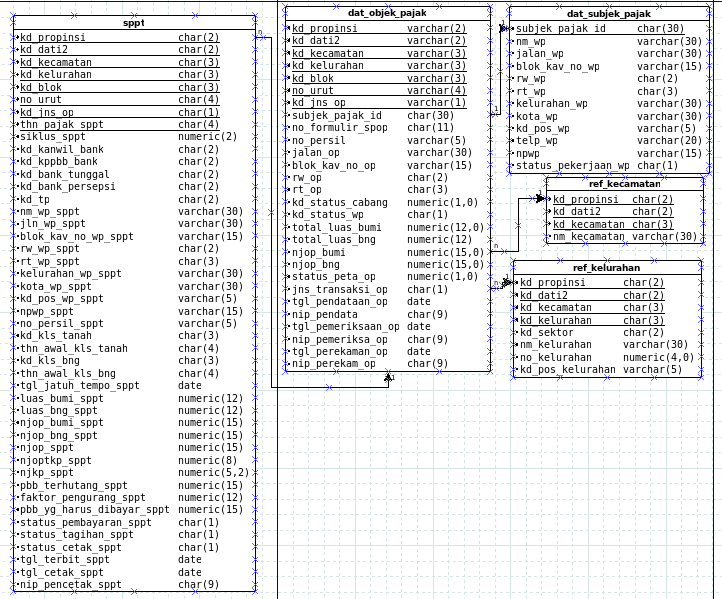 sppt
kd_propinsi char(2)
kd_dati2 char(2)
kd_kecamatan char(3)
kd_kelurahan char(3)
kd_blok char(3)
no_urut char(4)
kd_jns_op char(1)
thn_pajak_sppt char(4)
siklus_sppt numeric(2)
kd_kanwil_bank char(2)
kd_kppbb_bank char(2)
kd_bank_tunggal char(2)
kd_bank_persepsi char(2)
kd_tp char(2)
nm_wp_sppt varchar(30)
jln_wp_sppt varchar(30)
blok_kav_no_wp_sppt varchar(15)
rw_wp_sppt char(2)
rt_wp_sppt char(3)
kelurahan_wp_sppt varchar(30)
kota_wp_sppt varchar(30)
kd_pos_wp_sppt varchar(5)
npwp_sppt varchar(15)
no_persil_sppt varchar(5)
kd_kls_tanah char(3)
thn_awal_kls_tanah char(4)
kd_kls_bng char(3)
thn_awal_kls_bng char(4)
tgl_jatuh_tempo_sppt date
luas_bumi_sppt numeric(12)
luas_bng_sppt numeric(12)
njop_bumi_sppt numeric(15)
njop_bng_sppt numeric(15)
njop_sppt numeric(15)
njoptkp_sppt numeric(8)
njkp_sppt numeric(5,2)
pbb_terhutang_sppt numeric(15)
faktor_pengurang_sppt numeric(12)
pbb_yg_harus_dibayar_sppt numeric(15)
status_pembayaran_sppt char(1)
status_tagihan_sppt char(1)
status_cetak_sppt char(1)
tgl_terbit_sppt date
tgl_cetak_sppt date
nip_pencetak_sppt char(9)
n
1
dat_objek_pajak
kd_propinsi varchar(2)
kd_dati2 varchar(2)
kd_kecamatan varchar(3)
kd_kelurahan varchar(3)
kd_blok varchar(3)
no_urut varchar(4)
kd_jns_op varchar(1)
subjek_pajak_id char(30)
no_formulir_spop char(11)
no_persil varchar(5)
jalan_op varchar(30)
blok_kav_no_op varchar(15)
rw_op char(2)
rt_op char(3)
kd_status_cabang numeric(1,0)
kd_status_wp char(1)
total_luas_bumi numeric(12,0)
total_luas_bng numeric(12)
njop_bumi numeric(15,0)
njop_bng numeric(15,0)
status_peta_op numeric(1,0)
jns_transaksi_op char(1)
tgl_pendataan_op date
nip_pendata char(9)
tgl_pemeriksaan_op date
nip_pemeriksa_op char(9)
tgl_perekaman_op date
nip_perekam_op char(9)
1
1
n
1
n
1
dat_subjek_pajak
subjek_pajak_id char(30)
nm_wp varchar(30)
jalan_wp varchar(30)
blok_kav_no_wp varchar(15)
rw_wp char(2)
rt_wp char(3)
kelurahan_wp varchar(30)
kota_wp varchar(30)
kd_pos_wp varchar(5)
telp_wp varchar(20)
npwp varchar(15)
status_pekerjaan_wp char(1)
ref_kecamatan
kd_propinsi char(2)
kd_dati2 char(2)
kd_kecamatan char(3)
nm_kecamatan varchar(30)
ref_kelurahan
kd_propinsi char(2)
kd_dati2 char(2)
kd_kecamatan char(3)
kd_kelurahan char(3)
kd_sektor char(2)
nm_kelurahan varchar(30)
no_kelurahan numeric(4,0)
kd_pos_kelurahan varchar(5)